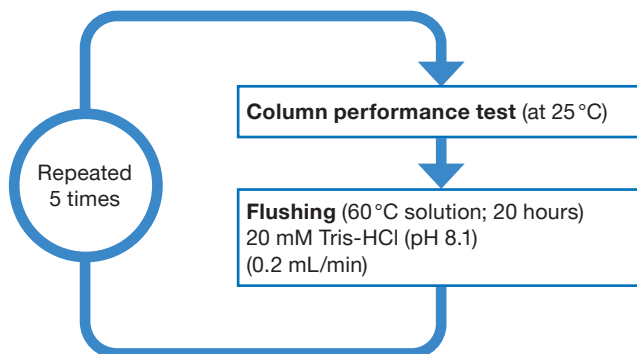 Column performance test (at 25 °C)
Repeated
5 times
Flushing (60 °C solution; 20 hours)
20 mM Tris-HCl (pH 8.1)
(0.2 mL/min)